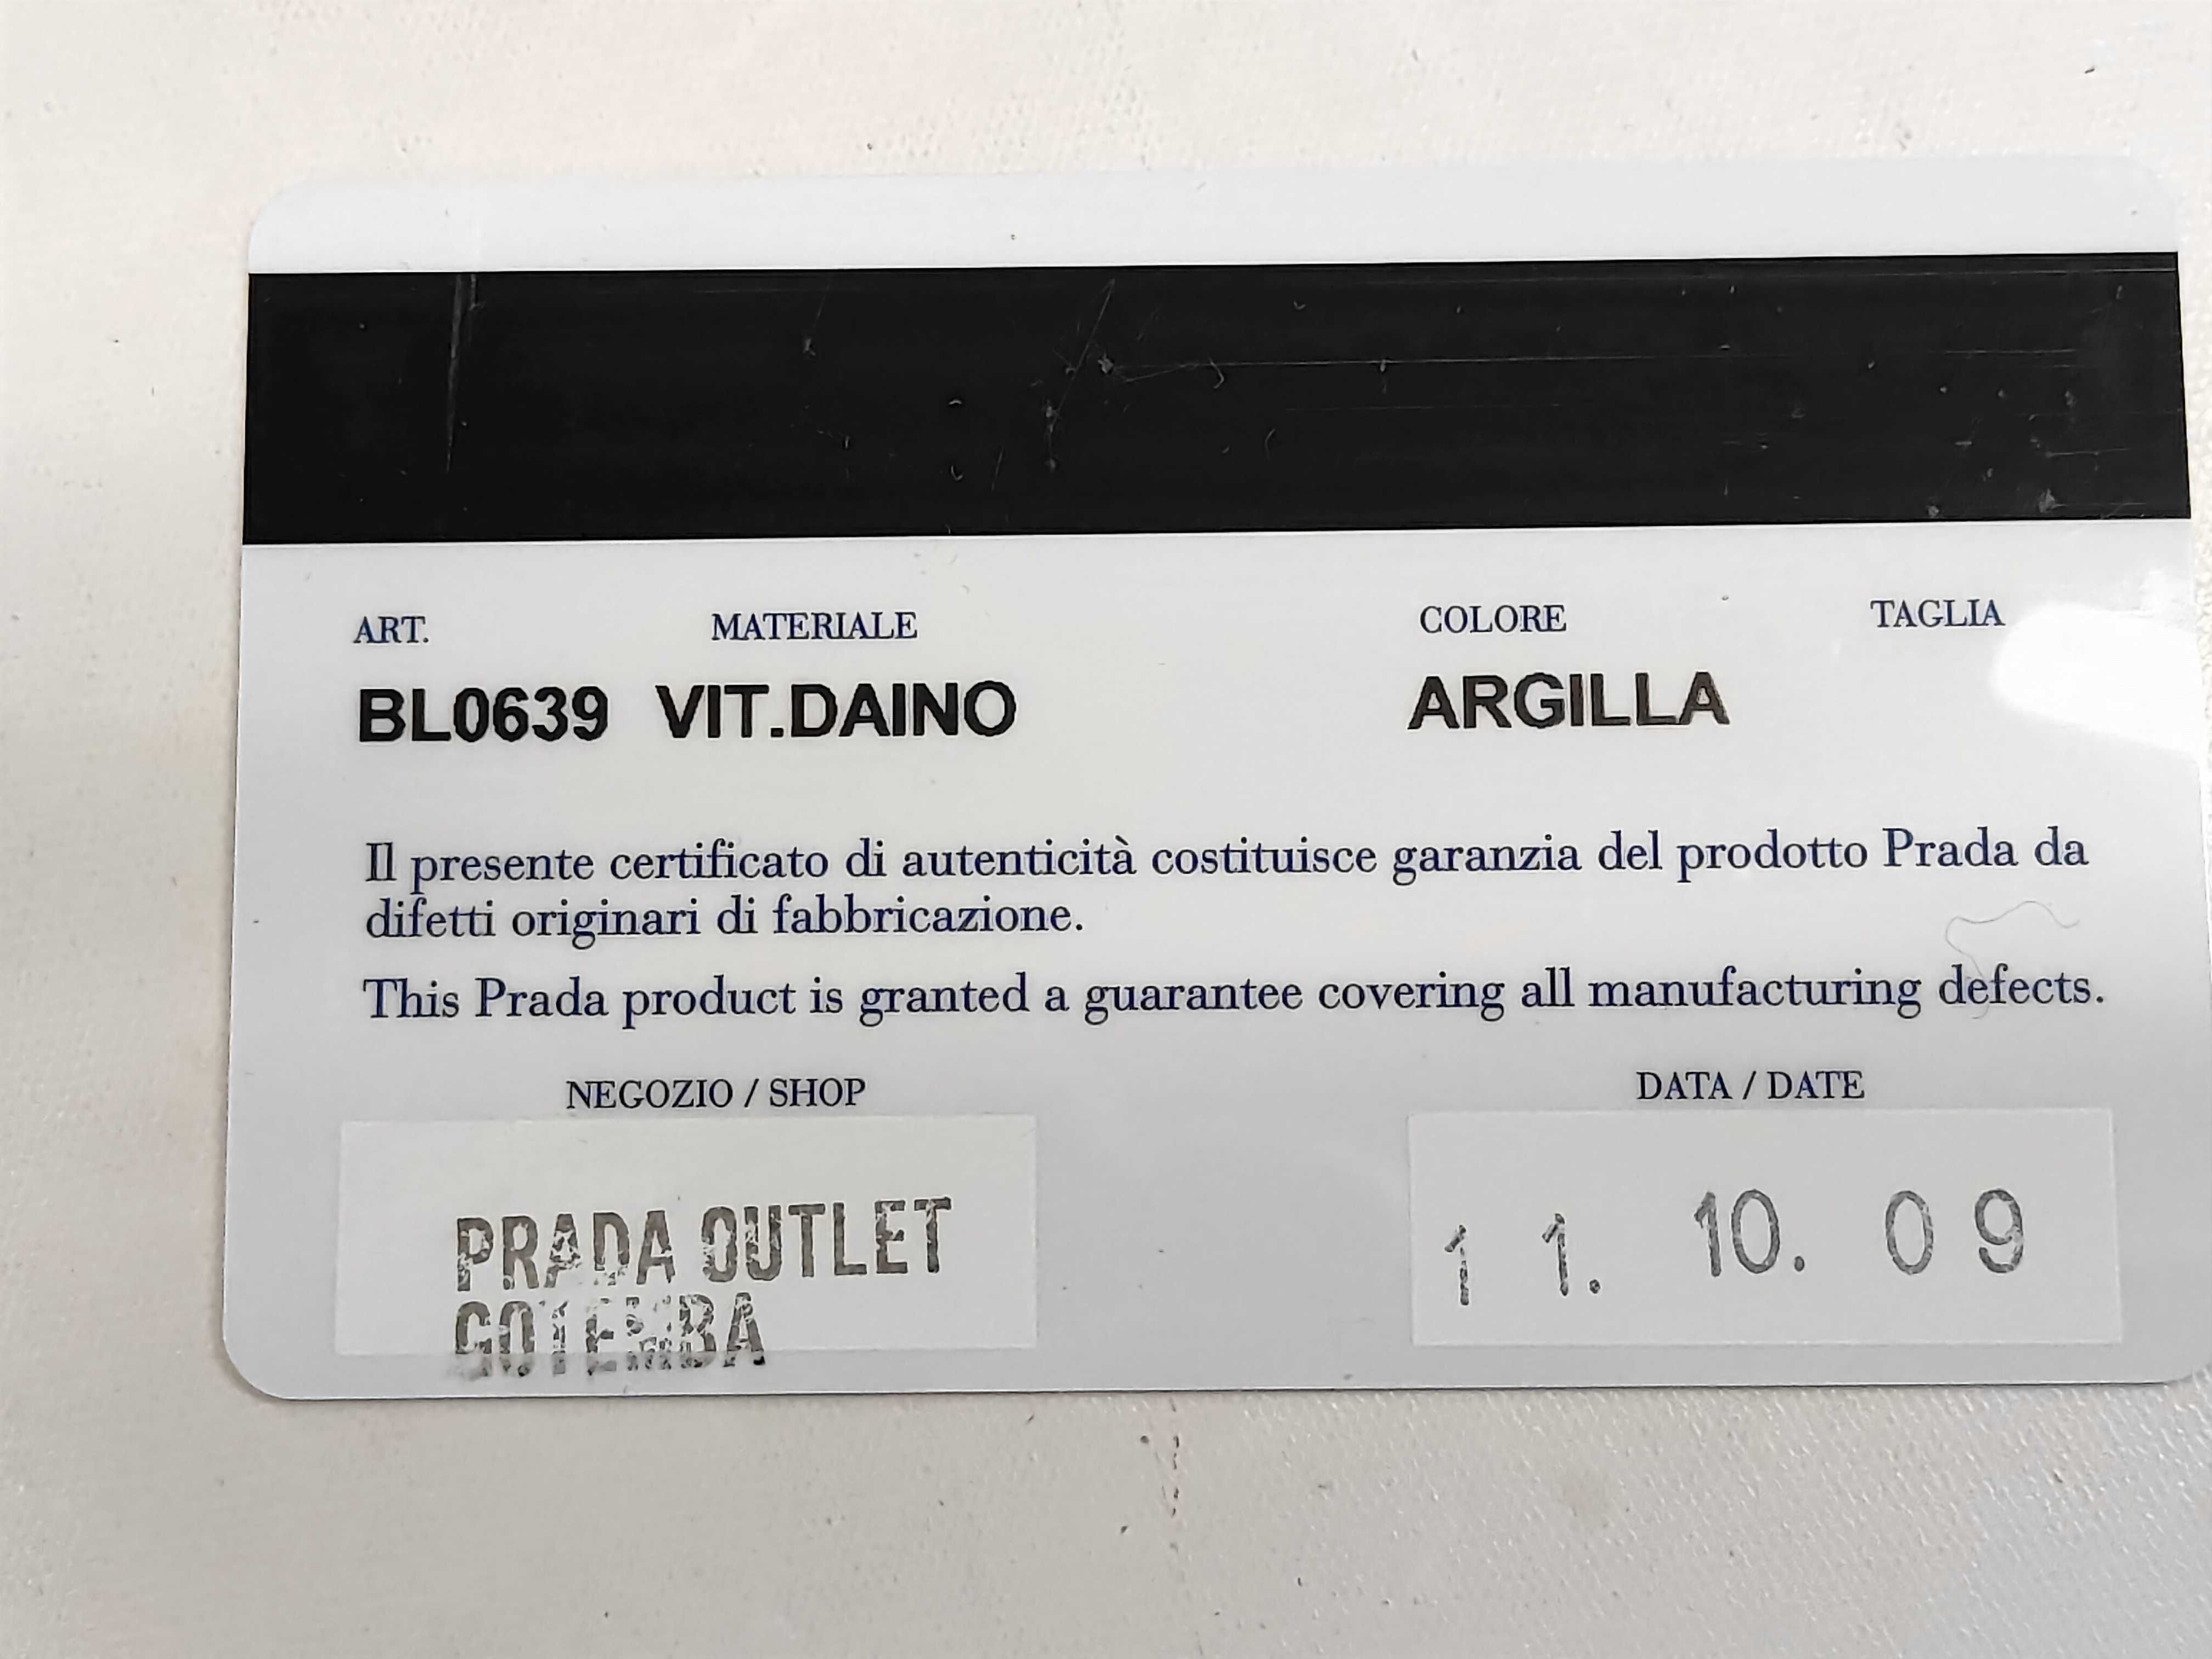 ART. MATERIALE COLORE TAGLIA
BL0639 VIT.DAINO ARGILLA
Il presente certificato di autenticità costituisce garanzia del prodotto Prada da
difetti originari di fabbricazione.
This Prada product is granted a guarantee covering all manufacturing defects.
NEGOZIO / SHOP DATA / DATE
PRADA OUTLET 11. 10. 09
GOTEMBA